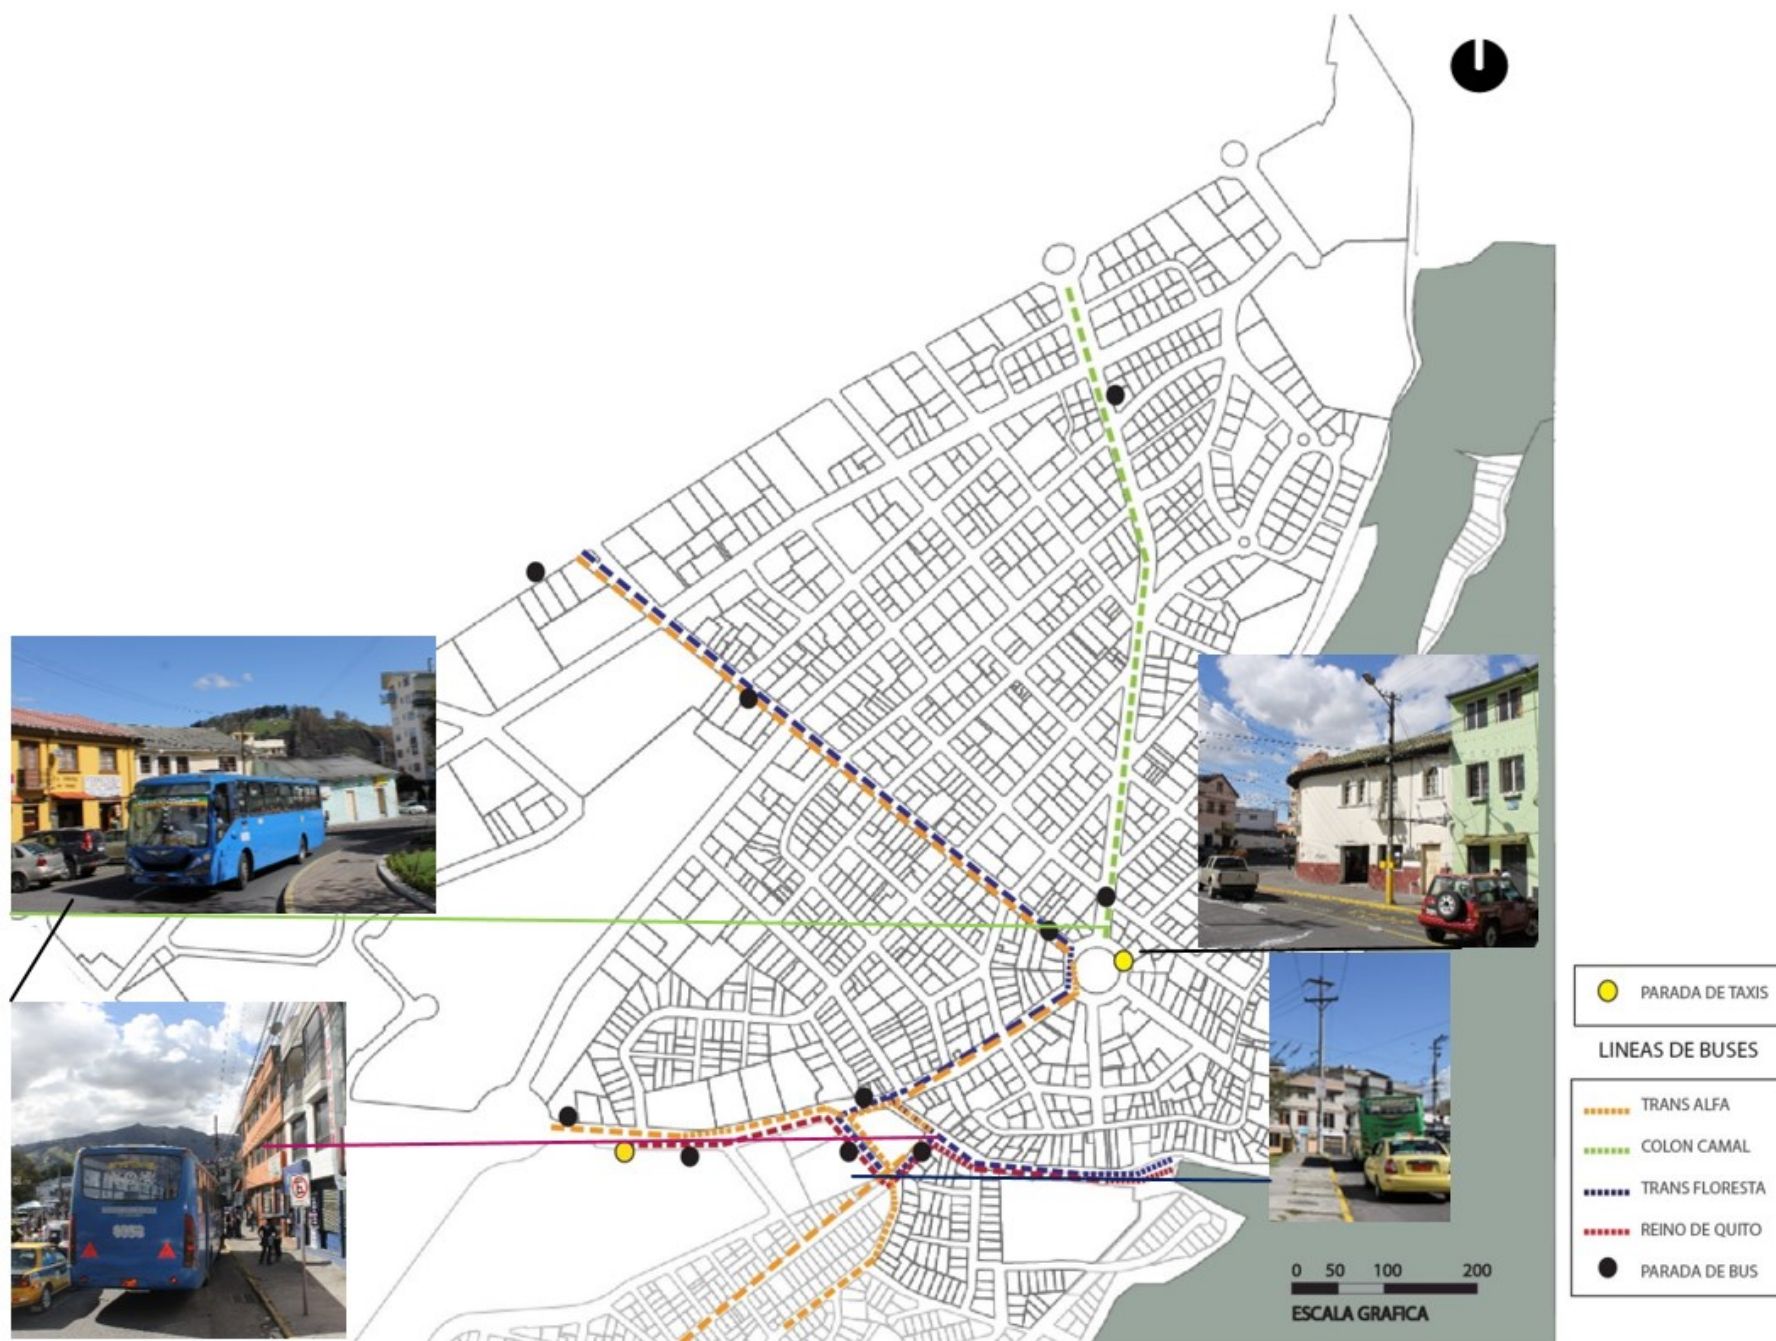 PARADA DE TAXIS
LINEAS DE BUSES
TRANS ALFA
COLON CAMAL
TRANS FLORESTA
REINO DE QUITO
PARADA DE BUS
0 50 100 200
ESCALA GRAFICA